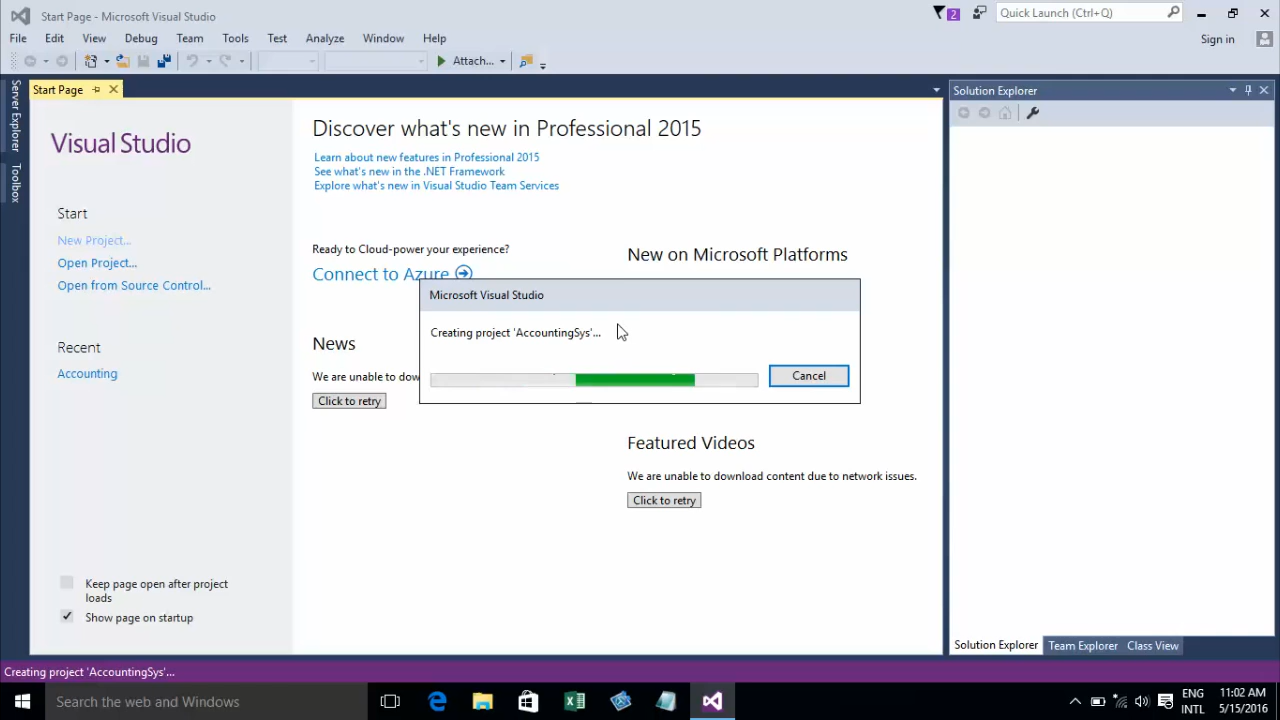 Start Page - Microsoft Visual Studio
2
Quick Launch (Ctrl+Q)
File Edit View Debug Team Tools Test Analyze Window Help
Sign in
Attach...
Server Explorer
Toolbox
Start Page
Solution Explorer
Visual Studio
Start
New Project...
Open Project...
Open from Source Control...
Recent
Accounting
Keep page open after project
loads
Show page on startup
Discover what's new in Professional 2015
Learn about new features in Professional 2015
See what's new in the .NET Framework
Explore what's new in Visual Studio Team Services
Ready to Cloud-power your experience?
Connect to Azure
News
We are unable to dow
Click to retry
New on Microsoft Platforms
Microsoft Visual Studio
Creating project 'AccountingSys'...
Cancel
Featured Videos
We are unable to download content due to network issues.
Click to retry
Solution Explorer Team Explorer Class View
Creating project 'AccountingSys'...
Search the web and Windows
ENG
INTL
11:02 AM
5/15/2016